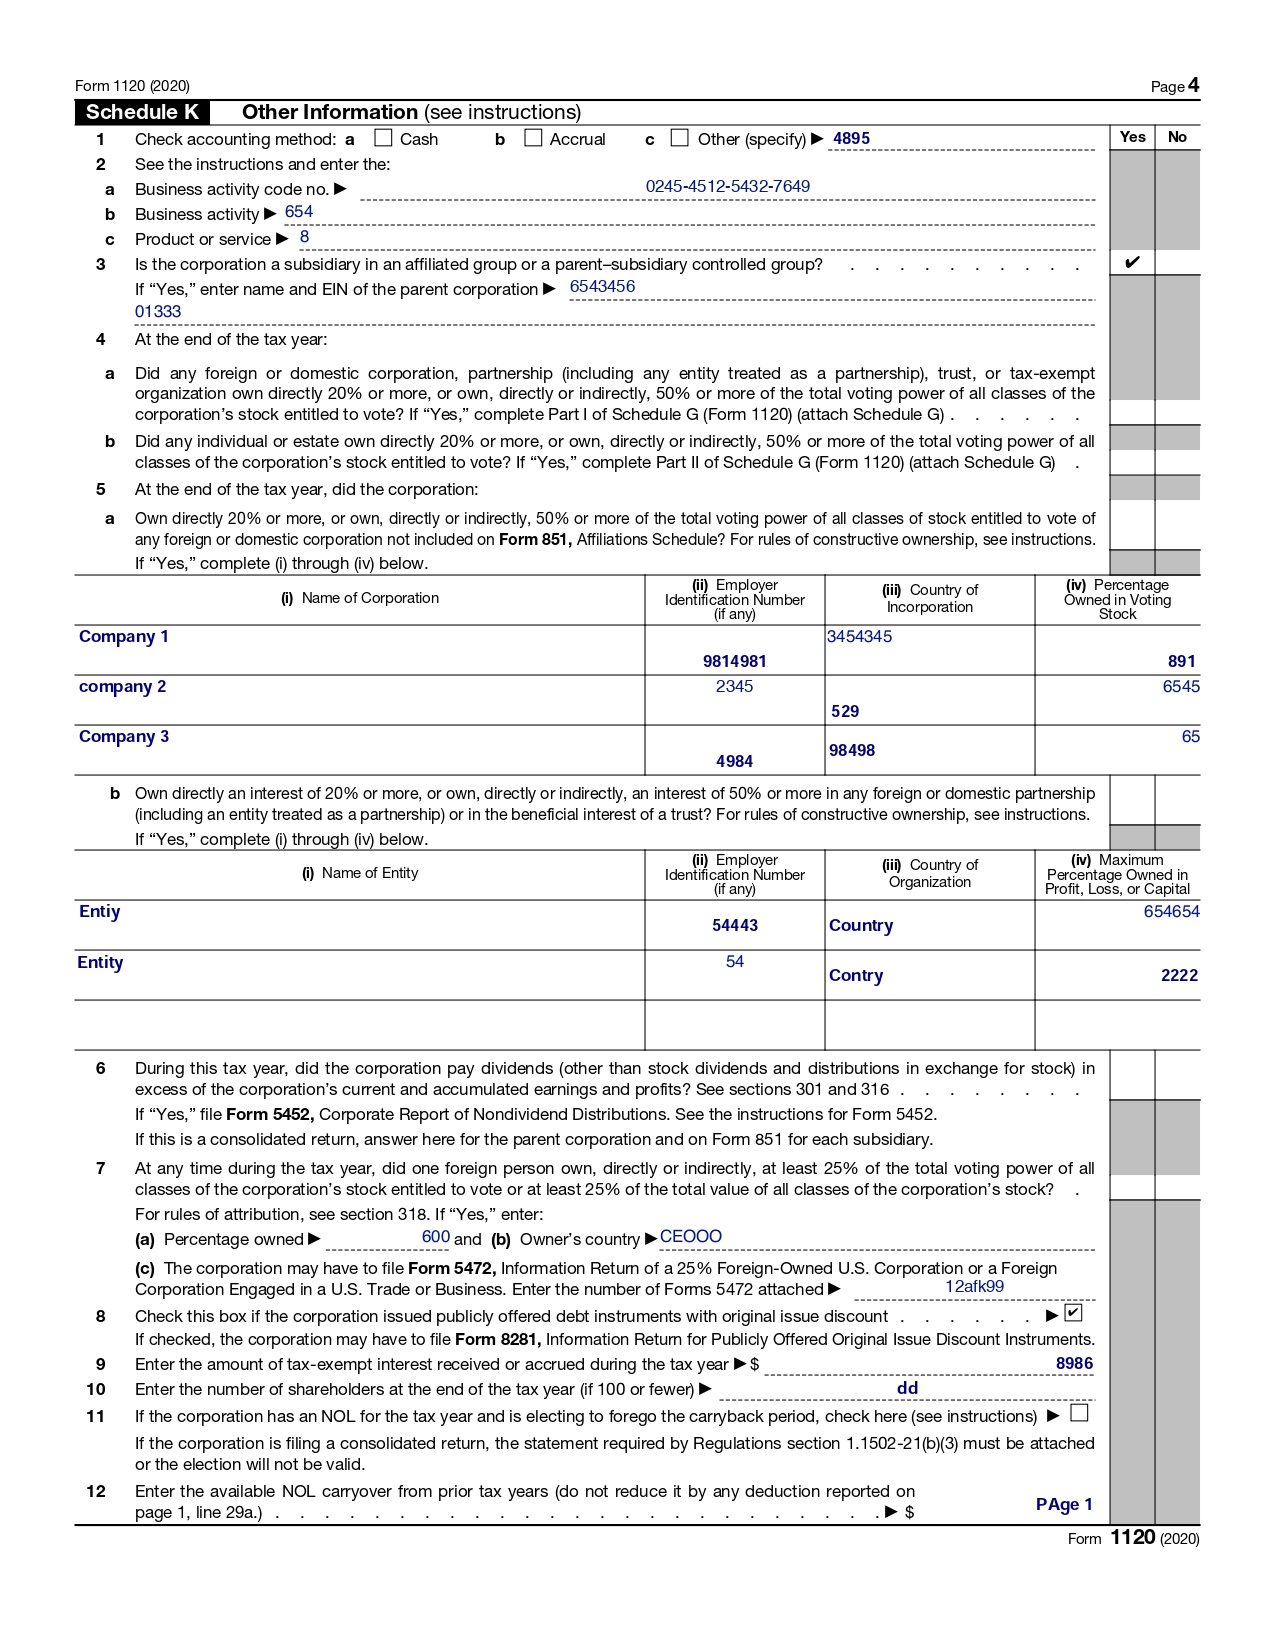 Form 1120 (2020) Page 4
Schedule K Other Information (see instructions)
1 Check accounting method: a ☐ Cash b ☐ Accrual c ☐ Other (specify) ▶ 4895 Yes No
2 See the instructions and enter the:
a Business activity code no. ▶ 0245-4512-5432-7649
b Business activity ▶ 654
c Product or service ▶ 8
3 Is the corporation a subsidiary in an affiliated group or a parent–subsidiary controlled group? . . . . . . . . . . ✔
If “Yes,” enter name and EIN of the parent corporation ▶ 6543456
01333
4 At the end of the tax year:
a Did any foreign or domestic corporation, partnership (including any entity treated as a partnership), trust, or tax-exempt
organization own directly 20% or more, or own, directly or indirectly, 50% or more of the total voting power of all classes of the
corporation’s stock entitled to vote? If “Yes,” complete Part I of Schedule G (Form 1120) (attach Schedule G) . . . . . .
b Did any individual or estate own directly 20% or more, or own, directly or indirectly, 50% or more of the total voting power of all
classes of the corporation’s stock entitled to vote? If “Yes,” complete Part II of Schedule G (Form 1120) (attach Schedule G) .
5 At the end of the tax year, did the corporation:
a Own directly 20% or more, or own, directly or indirectly, 50% or more of the total voting power of all classes of stock entitled to vote of
any foreign or domestic corporation not included on Form 851, Affiliations Schedule? For rules of constructive ownership, see instructions.
If “Yes,” complete (i) through (iv) below.
(i) Name of Corporation
(ii) Employer
Identification Number
(if any)
(iii) Country of
Incorporation
(iv) Percentage
Owned in Voting
Stock
Company 1 9814981 3454345 891
company 2 2345 529 6545
Company 3 4984 98498 65
b Own directly an interest of 20% or more, or own, directly or indirectly, an interest of 50% or more in any foreign or domestic partnership
(including an entity treated as a partnership) or in the beneficial interest of a trust? For rules of constructive ownership, see instructions.
If “Yes,” complete (i) through (iv) below.
(i) Name of Entity
(ii) Employer
Identification Number
(if any)
(iii) Country of
Organization
(iv) Maximum
Percentage Owned in
Profit, Loss, or Capital
Entiy 54443 Country 654654
Entity 54 Contry 2222
6 During this tax year, did the corporation pay dividends (other than stock dividends and distributions in exchange for stock) in
excess of the corporation’s current and accumulated earnings and profits? See sections 301 and 316 . . . . . . . .
If “Yes,” file Form 5452, Corporate Report of Nondividend Distributions. See the instructions for Form 5452.
If this is a consolidated return, answer here for the parent corporation and on Form 851 for each subsidiary.
7 At any time during the tax year, did one foreign person own, directly or indirectly, at least 25% of the total voting power of all
classes of the corporation’s stock entitled to vote or at least 25% of the total value of all classes of the corporation’s stock? .
For rules of attribution, see section 318. If “Yes,” enter:
(a) Percentage owned ▶ 600 and (b) Owner’s country ▶ CEOOO
(c) The corporation may have to file Form 5472, Information Return of a 25% Foreign-Owned U.S. Corporation or a Foreign
Corporation Engaged in a U.S. Trade or Business. Enter the number of Forms 5472 attached ▶ 12afk99
8 Check this box if the corporation issued publicly offered debt instruments with original issue discount . . . . . . ▶ ✔
If checked, the corporation may have to file Form 8281, Information Return for Publicly Offered Original Issue Discount Instruments.
9 Enter the amount of tax-exempt interest received or accrued during the tax year ▶ $ 8986
10 Enter the number of shareholders at the end of the tax year (if 100 or fewer) ▶ dd
11 If the corporation has an NOL for the tax year and is electing to forego the carryback period, check here (see instructions) ▶ ☐
If the corporation is filing a consolidated return, the statement required by Regulations section 1.1502-21(b)(3) must be attached
or the election will not be valid.
12 Enter the available NOL carryover from prior tax years (do not reduce it by any deduction reported on
page 1, line 29a.) . . . . . . . . . . . . . . . . . . . . . . . . . ▶ $ PAge 1
Form 1120 (2020)